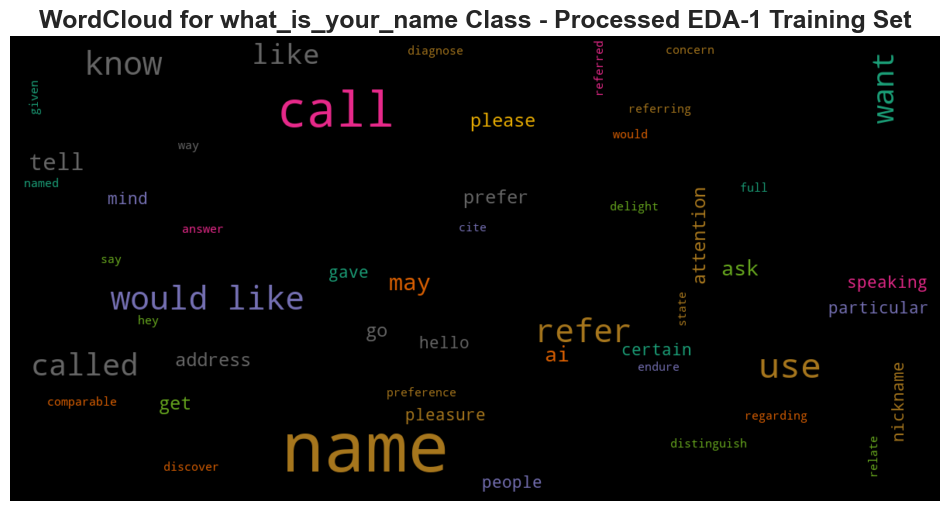 WordCloud for what_is_your_name Class - Processed EDA-1 Training Set
know
like
diagnose
referred
concern
want
given
call
please
referring
would
way
tell
named
mind
prefer
delight
attention
full
answer
cite
say
gave
may
ask
speaking
would like
particular
hey
go
hello
refer
state
ai
certain
endure
called
address
use
nickname
comparable
get
preference
pleasure
regarding
name
distinguish
relate
discover
people